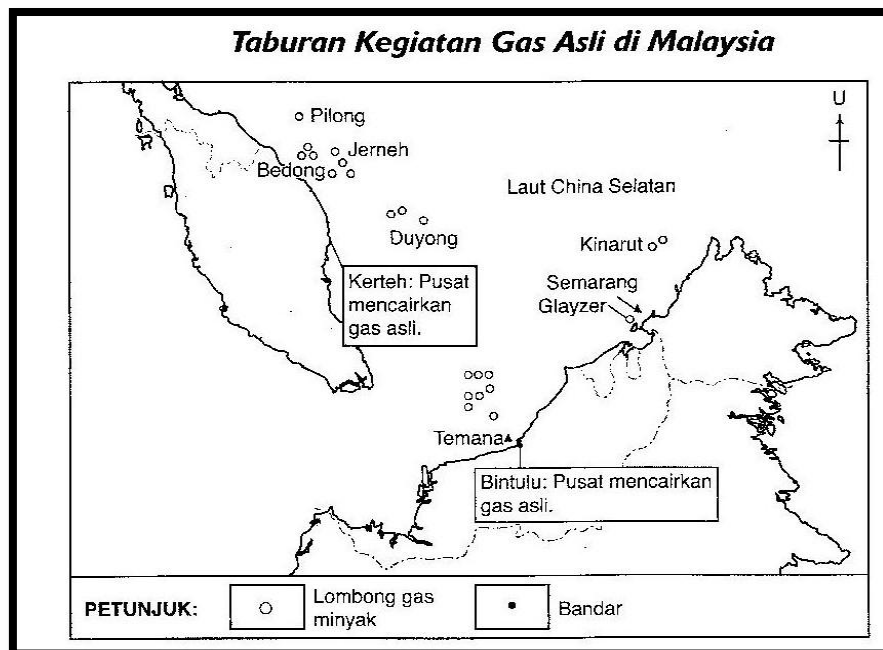 Taburan Kegiatan Gas Asli di Malaysia
U
Pilong
Jerneh
Bedong
Laut China Selatan
Duyong
Kinarut
Kerteh: Pusat
mencairkan
gas asli.
Semarang
Glayzer
Temana
Bintulu: Pusat mencairkan
gas asli.
PETUNJUK:
Lombong gas
minyak
Bandar